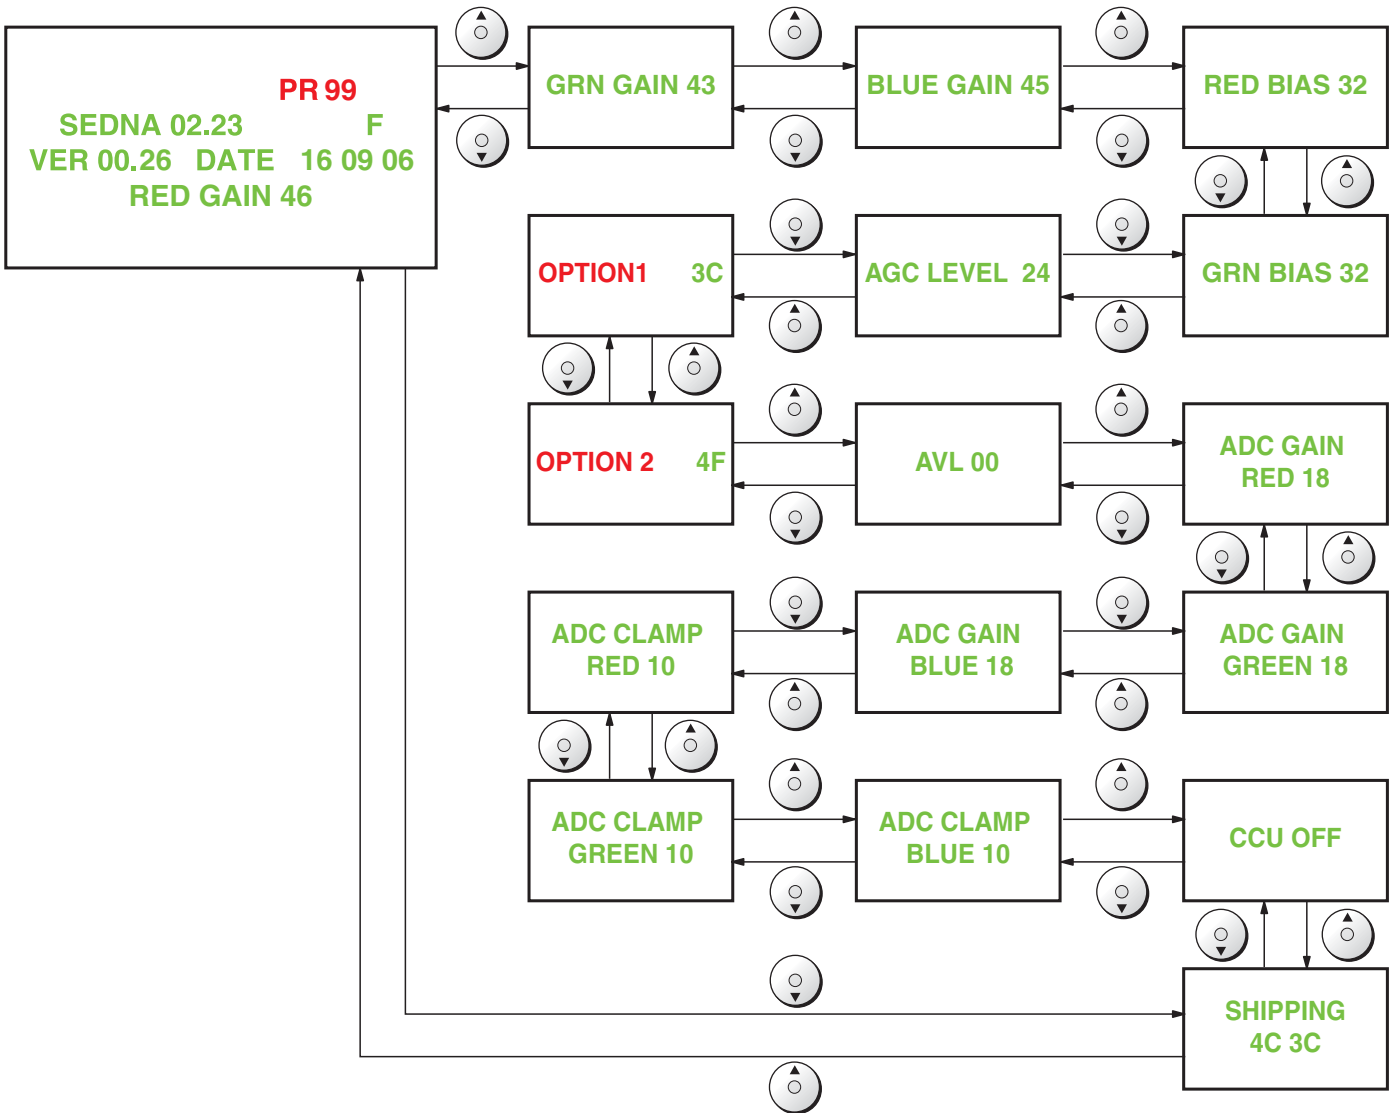 PR 99
SEDNA 02.23 F
VER 00.26 DATE 16 09 06
RED GAIN 46
GRN GAIN 43
BLUE GAIN 45
RED BIAS 32
OPTION1 3C
AGC LEVEL 24
GRN BIAS 32
OPTION 2 4F
AVL 00
ADC GAIN
RED 18
ADC CLAMP
RED 10
ADC GAIN
BLUE 18
ADC GAIN
GREEN 18
ADC CLAMP
GREEN 10
ADC CLAMP
BLUE 10
CCU OFF
SHIPPING
4C 3C